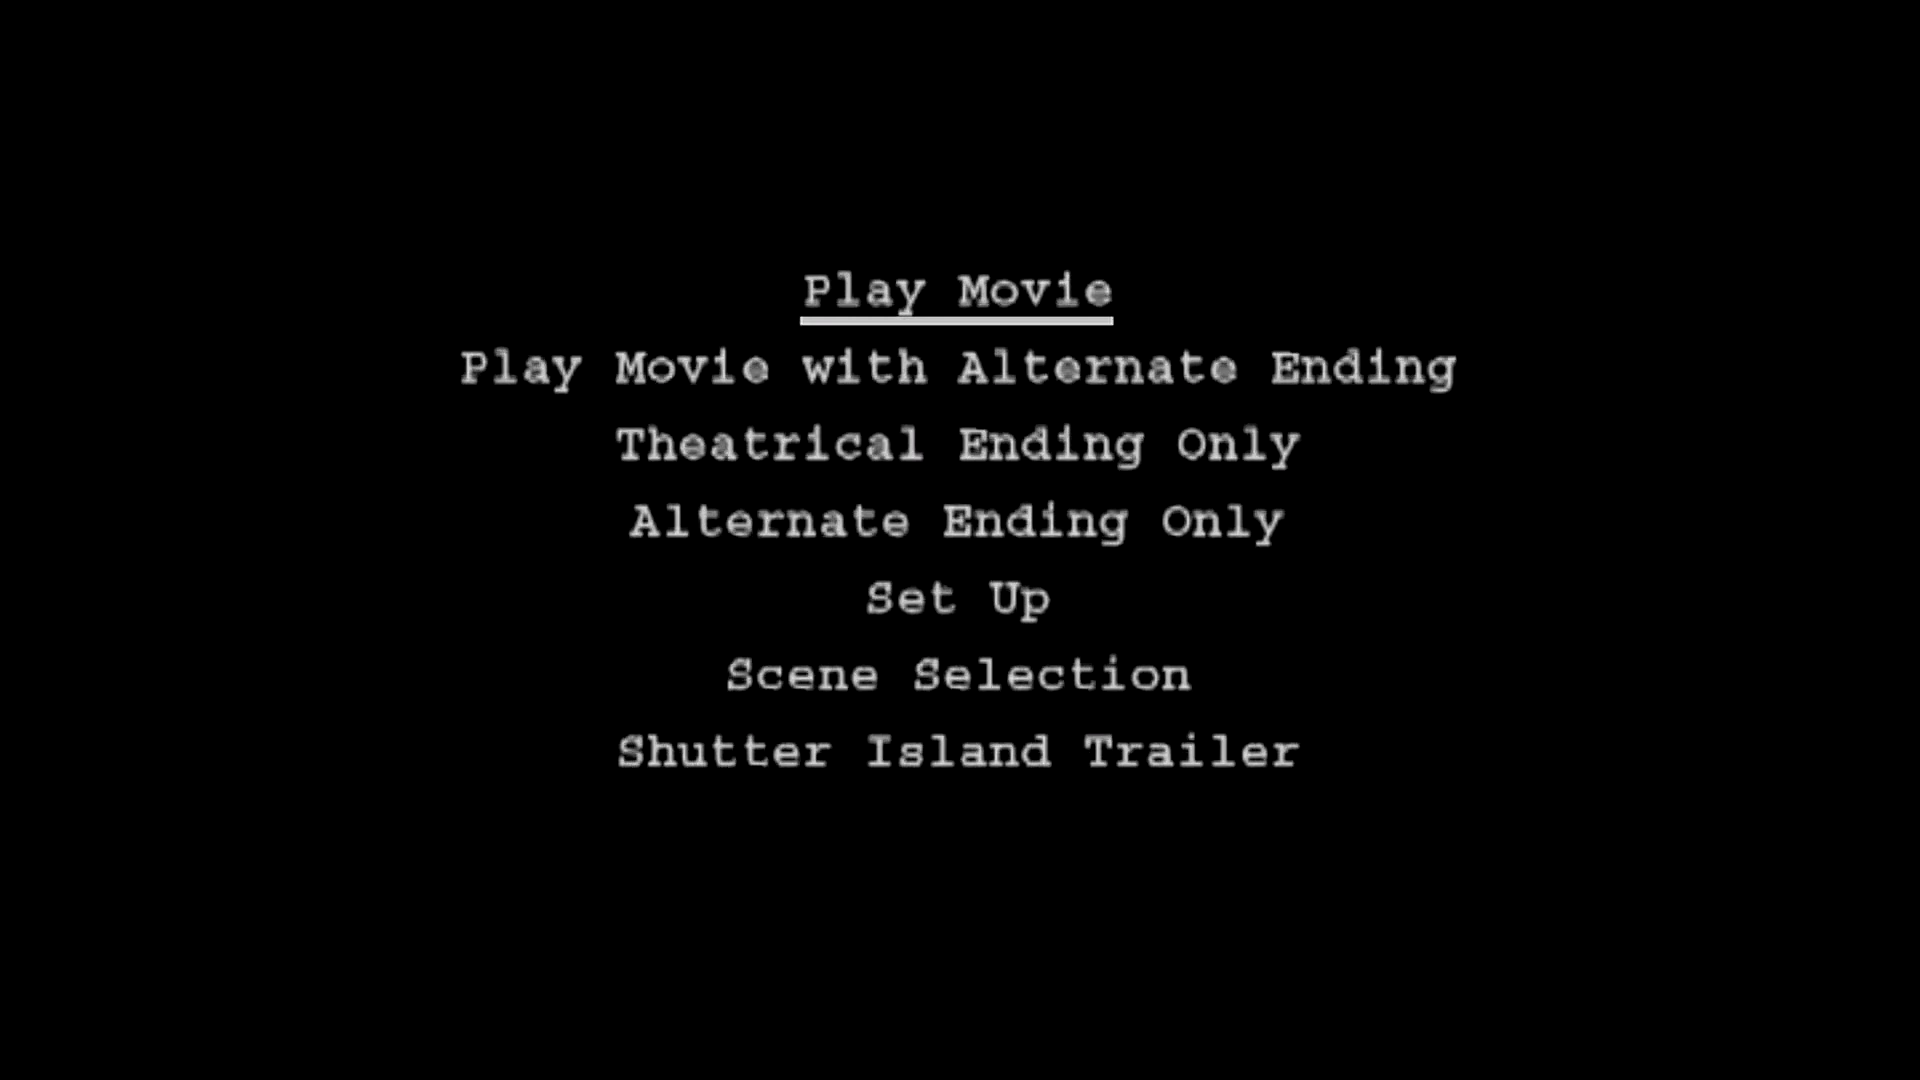 Play Movie
Play Movie with Alternate Ending
Theatrical Ending Only
Alternate Ending Only
Set Up
Scene Selection
Shutter Island Trailer